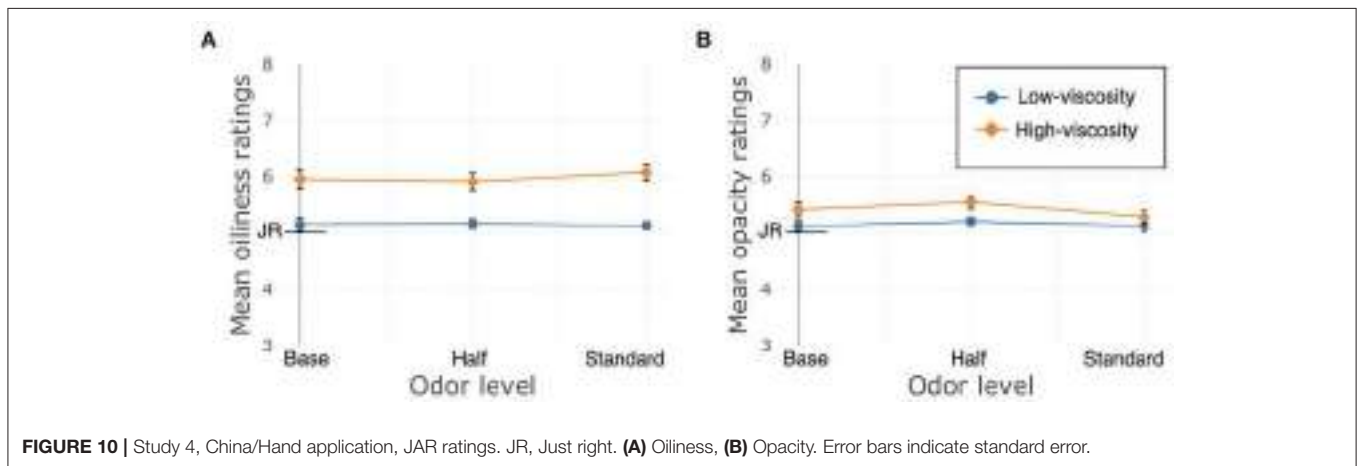 A
B
Mean oiliness ratings
8
7
6
JR
4
3
Base
Half
Standard
Odor level
Mean opacity ratings
8
7
6
JR
4
3
Base
Half
Standard
Odor level
Low-viscosity
High-viscosity
FIGURE 10 | Study 4, China/Hand application, JAR ratings. JR, Just right. (A) Oiliness, (B) Opacity. Error bars indicate standard error.